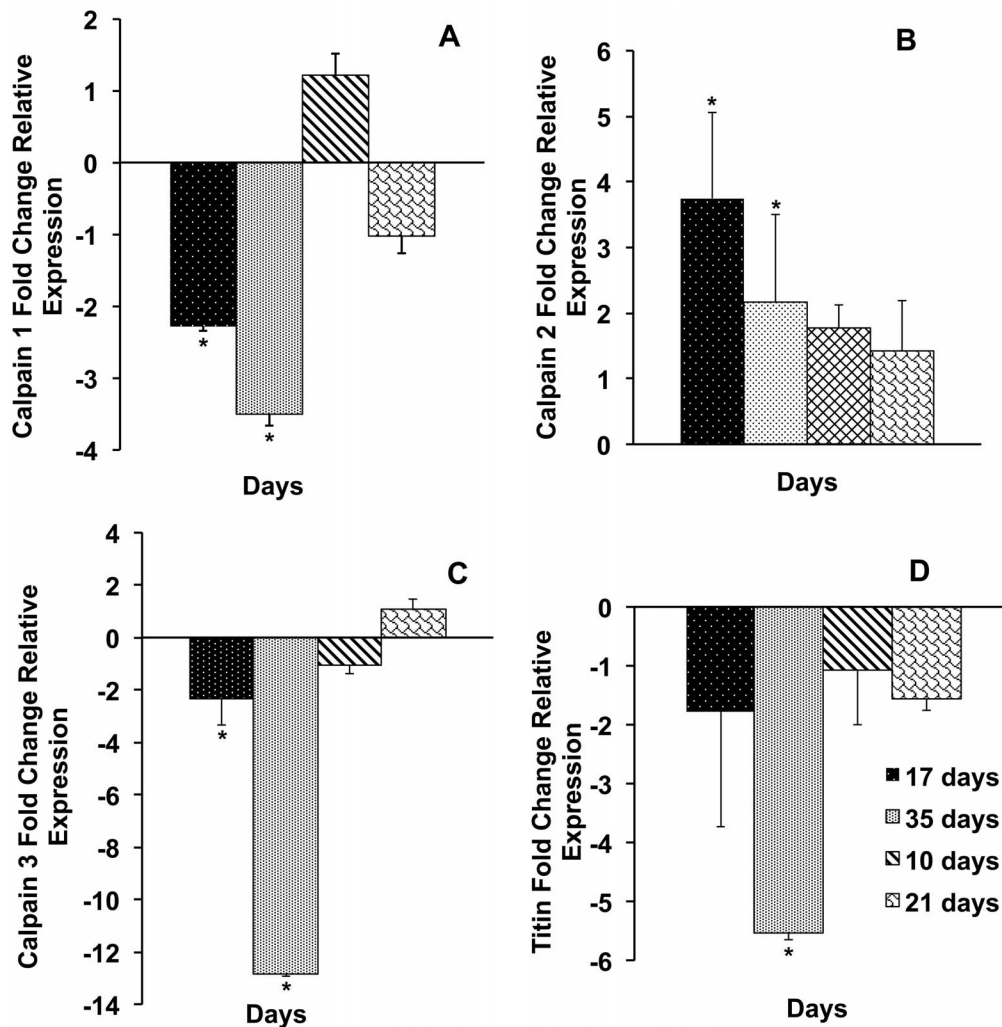 A
Calpain 1 Fold Change Relative
Expression
2
1
0
-1
-2
-3
-4
*
*
Days
B
Calpain 2 Fold Change Relative
Expression
6
5
4
3
2
1
0
*
*
Days
C
Calpain 3 Fold Change Relative
Expression
4
2
0
-2
-4
-6
-8
-10
-12
-14
*
*
Days
D
Titin Fold Change Relative
Expression
-0
-1
-2
-3
-4
-5
-6
*
17 days
35 days
10 days
21 days
Days